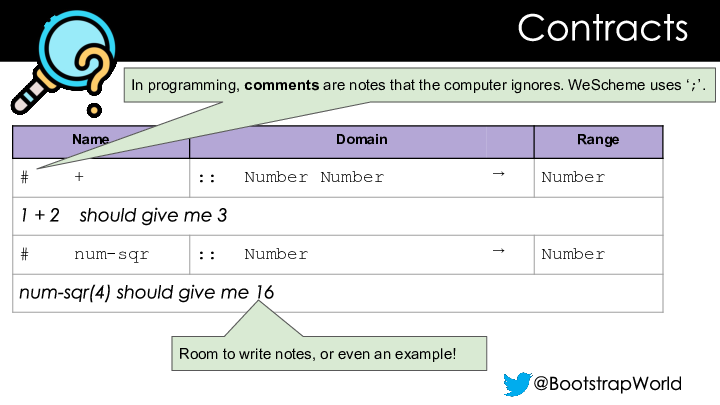 Contracts
In programming, comments are notes that the computer ignores. WeScheme uses ‘;’.
Name Domain Range
# + :: Number Number → Number
1 + 2 should give me 3
# num-sqr :: Number → Number
num-sqr(4) should give me 16
Room to write notes, or even an example!
@BootstrapWorld